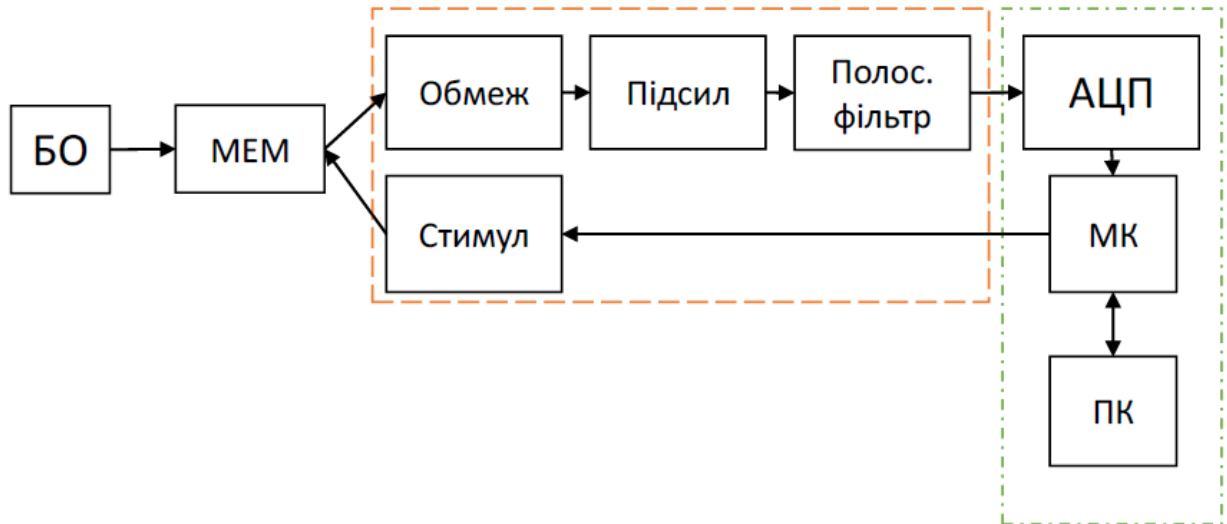 БО
МЕМ
Обмеж
Підсил
Полос.
фільтр
АЦП
Стимул
МК
ПК